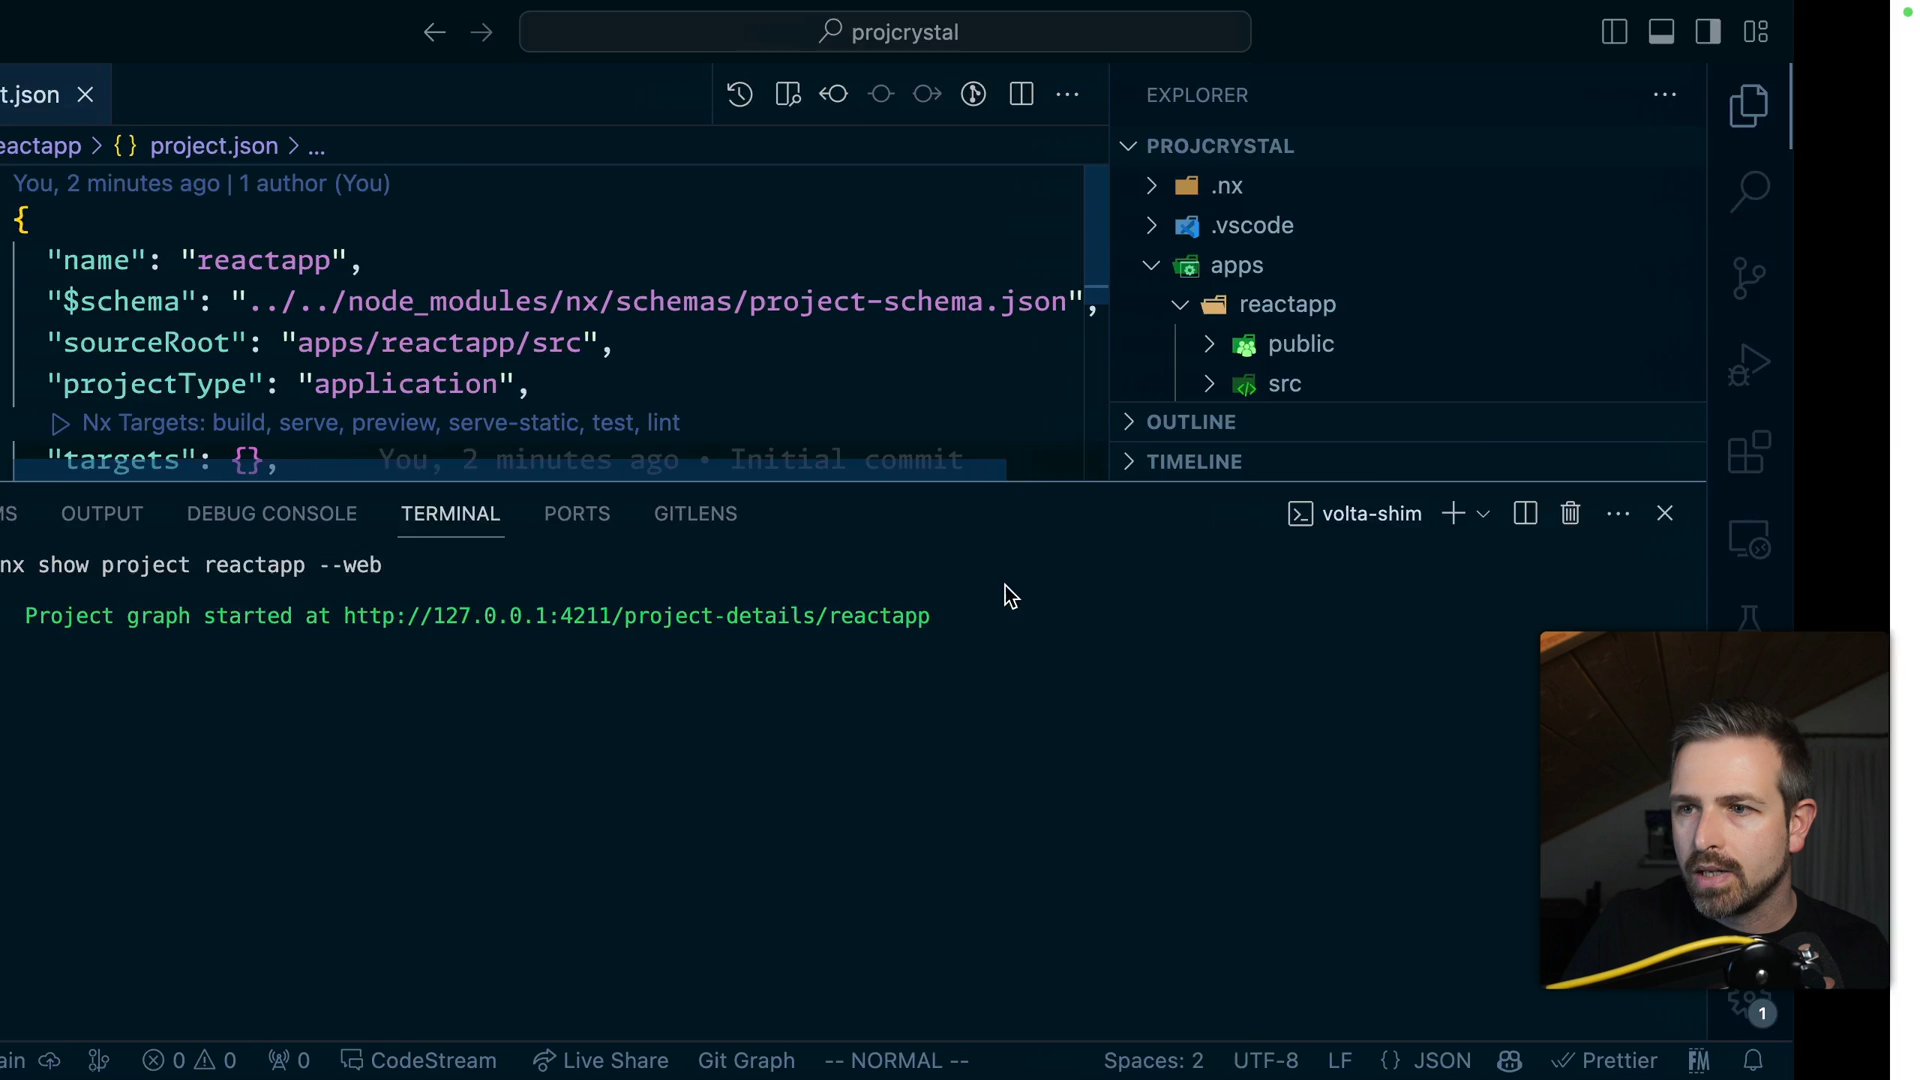 projcrystal
t.json
eactapp > {} project.json > ...
You, 2 minutes ago | 1 author (You)
{
"name": "reactapp",
"$schema": "../../node_modules/nx/schemas/project-schema.json",
"sourceRoot": "apps/reactapp/src",
"projectType": "application",
Nx Targets: build, serve, preview, serve-static, test, lint
"targets": {}, You, 2 minutes ago • Initial commit
EXPLORER
PROJCRYSTAL
.nx
.vscode
apps
reactapp
public
src
OUTLINE
TIMELINE
MS OUTPUT DEBUG CONSOLE TERMINAL PORTS GITLENS
volta-shim
nx show project reactapp --web
Project graph started at http://127.0.0.1:4211/project-details/reactapp
1
ain 0 0 0 CodeStream Live Share Git Graph -- NORMAL -- Spaces: 2 UTF-8 LF {} JSON Prettier FM